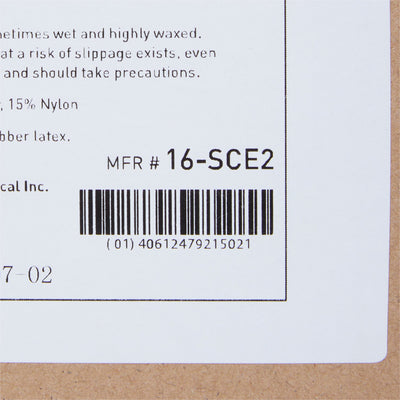 etimes wet and highly waxed.
at a risk of slippage exists, even
and should take precautions.
, 15% Nylon
bber latex.
MFR # 16-SCE2
cal Inc.
(01) 40612479215021
7-02